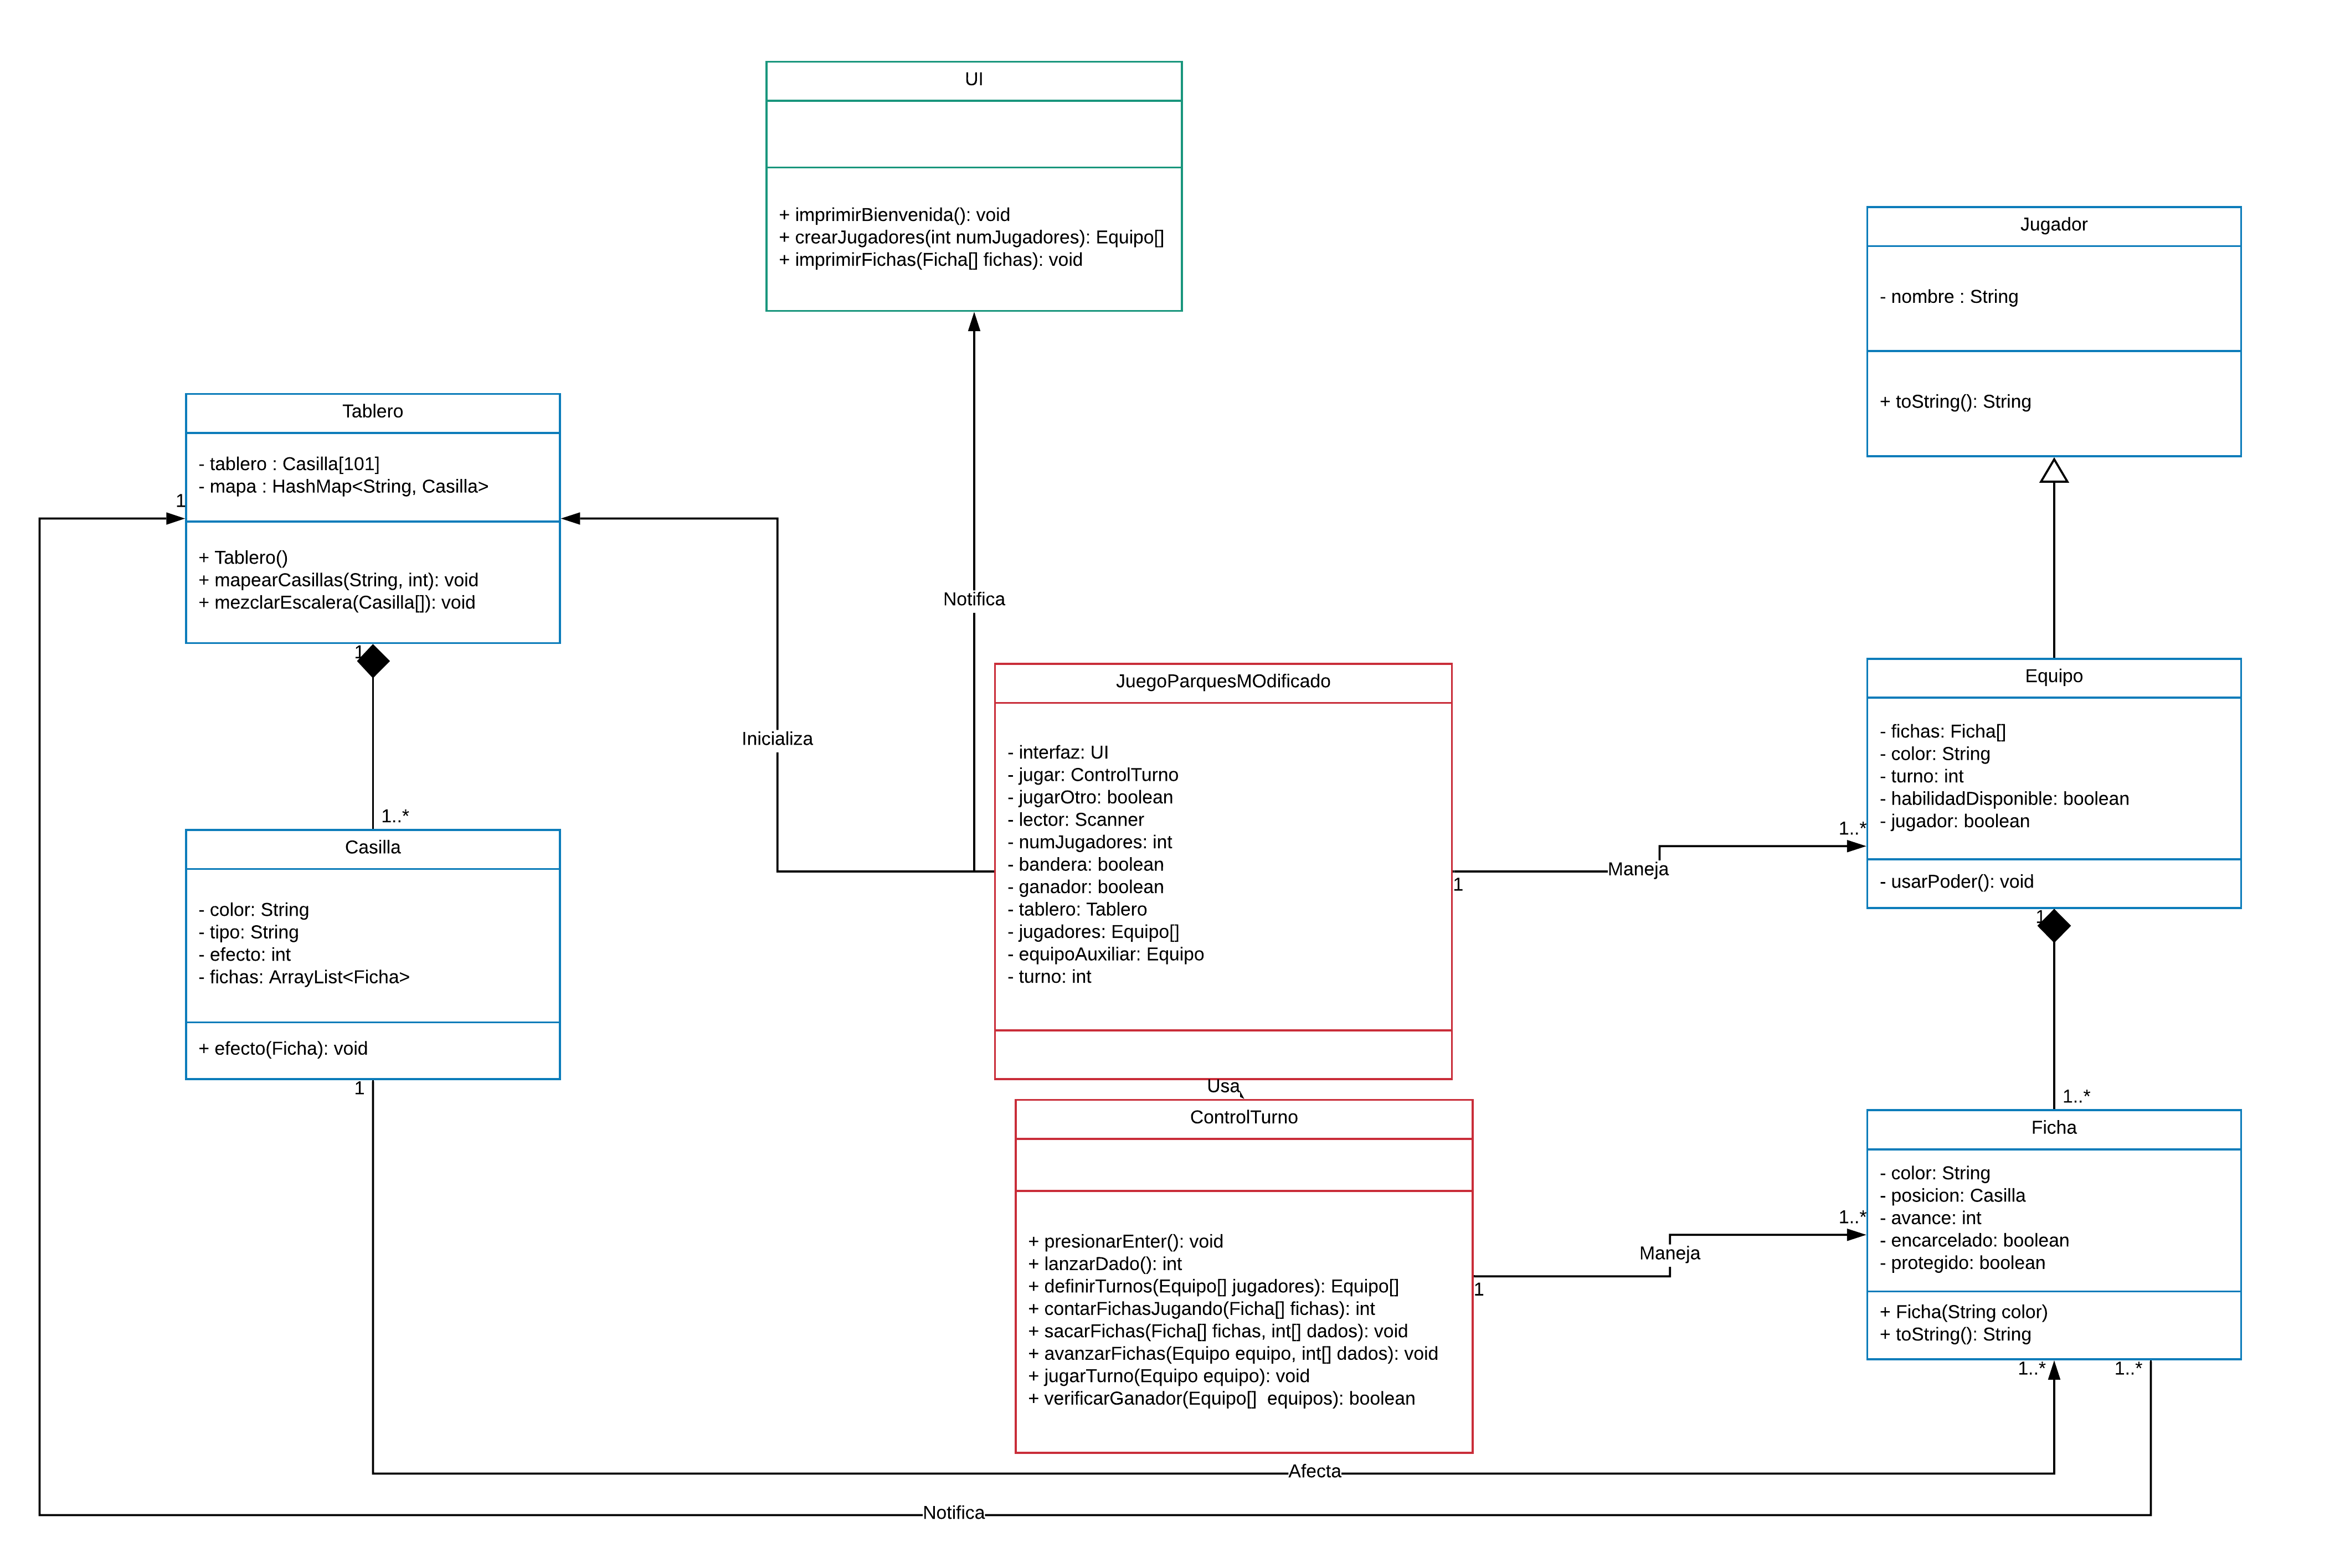 UI
+ imprimirBienvenida(): void
+ crearJugadores(int numJugadores): Equipo[]
+ imprimirFichas(Ficha[] fichas): void
Jugador
- nombre : String
+ toString(): String
Tablero
- tablero : Casilla[101]
- mapa : HashMap<String, Casilla>
1
+ Tablero()
+ mapearCasillas(String, int): void
+ mezclarEscalera(Casilla[]): void
1
Notifica
Inicializa
1..*
Casilla
- color: String
- tipo: String
- efecto: int
- fichas: ArrayList<Ficha>
+ efecto(Ficha): void
1
JuegoParquesMOdificado
- interfaz: UI
- jugar: ControlTurno
- jugarOtro: boolean
- lector: Scanner
- numJugadores: int
- bandera: boolean
- ganador: boolean
- tablero: Tablero
- jugadores: Equipo[]
- equipoAuxiliar: Equipo
- turno: int
1
Maneja
1..*
Equipo
- fichas: Ficha[]
- color: String
- turno: int
- habilidadDisponible: boolean
- jugador: boolean
- usarPoder(): void
1
1..*
Usa
ControlTurno
+ presionarEnter(): void
+ lanzarDado(): int
+ definirTurnos(Equipo[] jugadores): Equipo[]
+ contarFichasJugando(Ficha[] fichas): int
+ sacarFichas(Ficha[] fichas, int[] dados): void
+ avanzarFichas(Equipo equipo, int[] dados): void
+ jugarTurno(Equipo equipo): void
+ verificarGanador(Equipo[]  equipos): boolean
1
Maneja
1..*
Ficha
- color: String
- posicion: Casilla
- avance: int
- encarcelado: boolean
- protegido: boolean
+ Ficha(String color)
+ toString(): String
1..*
1..*
Afecta
Notifica